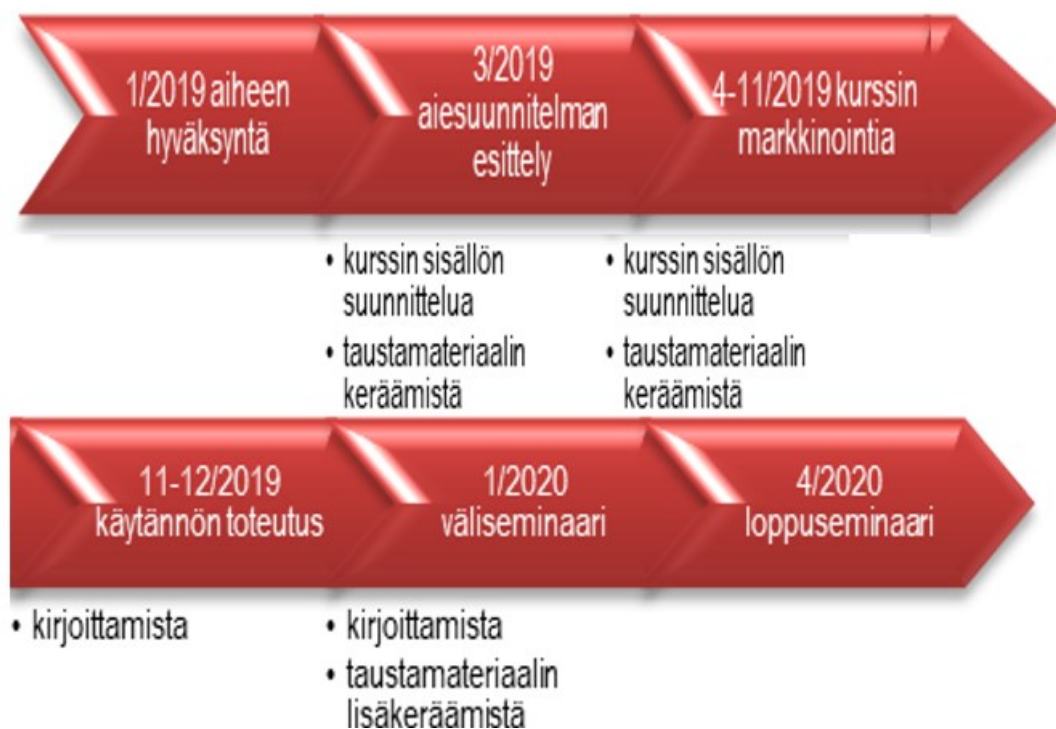 1/2019 aiheen
hyväksyntä
3/2019
aiesuunnitelman
esittely
4-11/2019 kurssin
markkinointia
• kurssin sisällön
suunnittelua
• taustamateriaalin
keräämistä
• kurssin sisällön
suunnittelua
• taustamateriaalin
keräämistä
11-12/2019
käytännön toteutus
1/2020
väliseminaari
4/2020
loppuseminaari
• kirjoittamista
• kirjoittamista
• taustamateriaalin
lisäkeräämistä